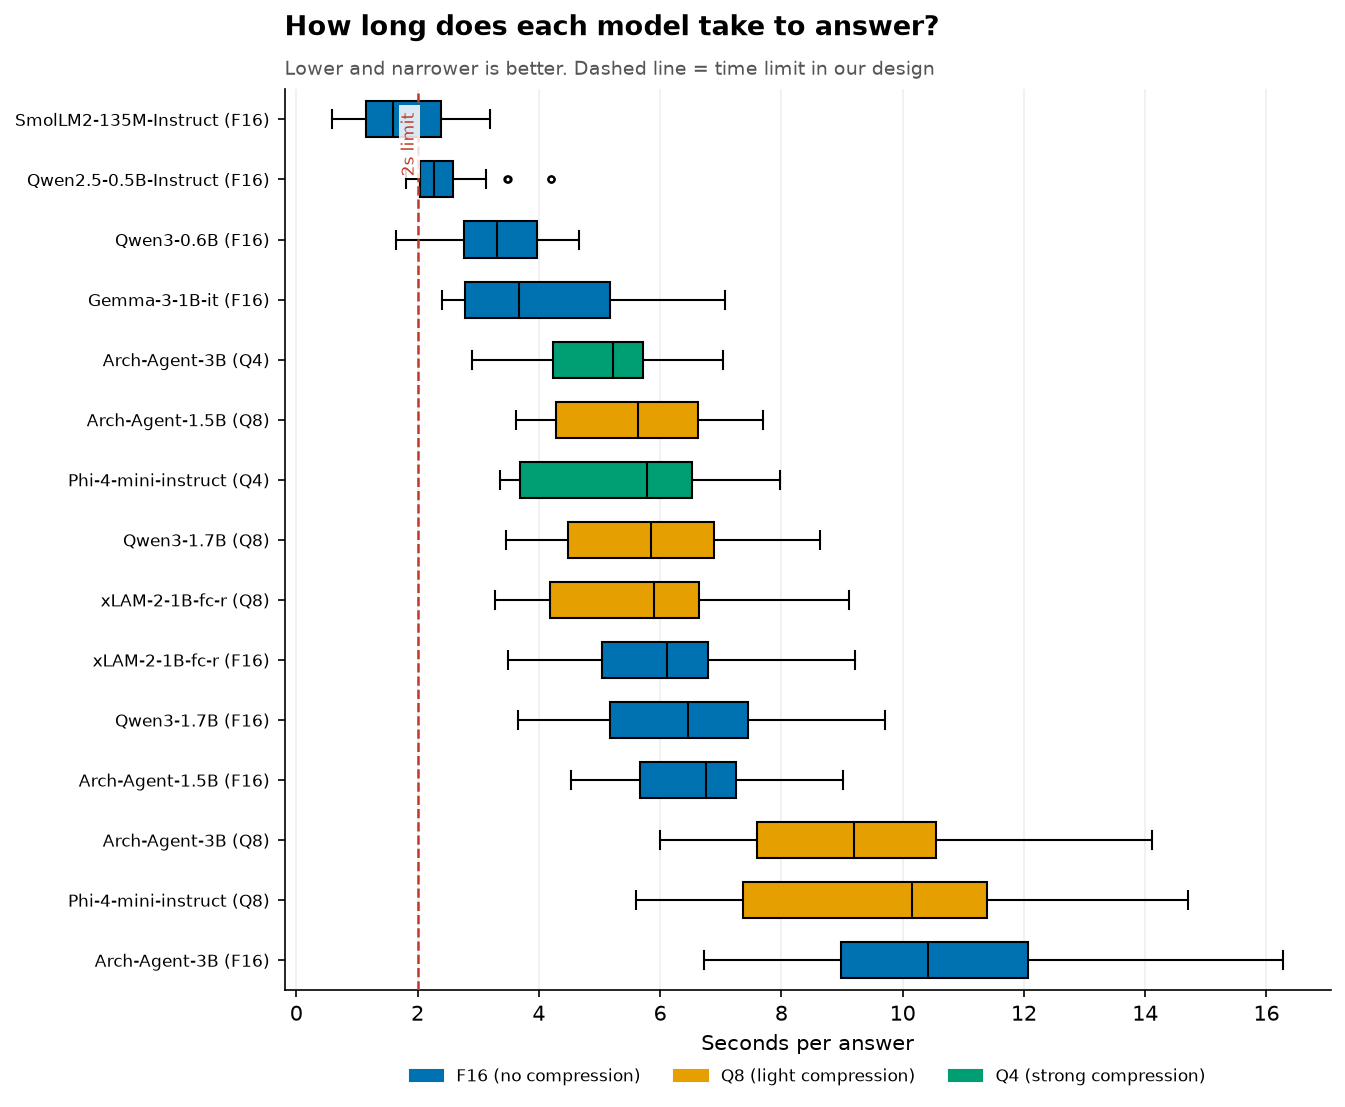 How long does each model take to answer?
Lower and narrower is better. Dashed line = time limit in our design
SmolLM2-135M-Instruct (F16)
2s limit
Qwen2.5-0.5B-Instruct (F16)
Qwen3-0.6B (F16)
Gemma-3-1B-it (F16)
Arch-Agent-3B (Q4)
Arch-Agent-1.5B (Q8)
Phi-4-mini-instruct (Q4)
Qwen3-1.7B (Q8)
xLAM-2-1B-fc-r (Q8)
xLAM-2-1B-fc-r (F16)
Qwen3-1.7B (F16)
Arch-Agent-1.5B (F16)
Arch-Agent-3B (Q8)
Phi-4-mini-instruct (Q8)
Arch-Agent-3B (F16)
0 2 4 6 8 10 12 14 16
Seconds per answer
F16 (no compression) Q8 (light compression) Q4 (strong compression)